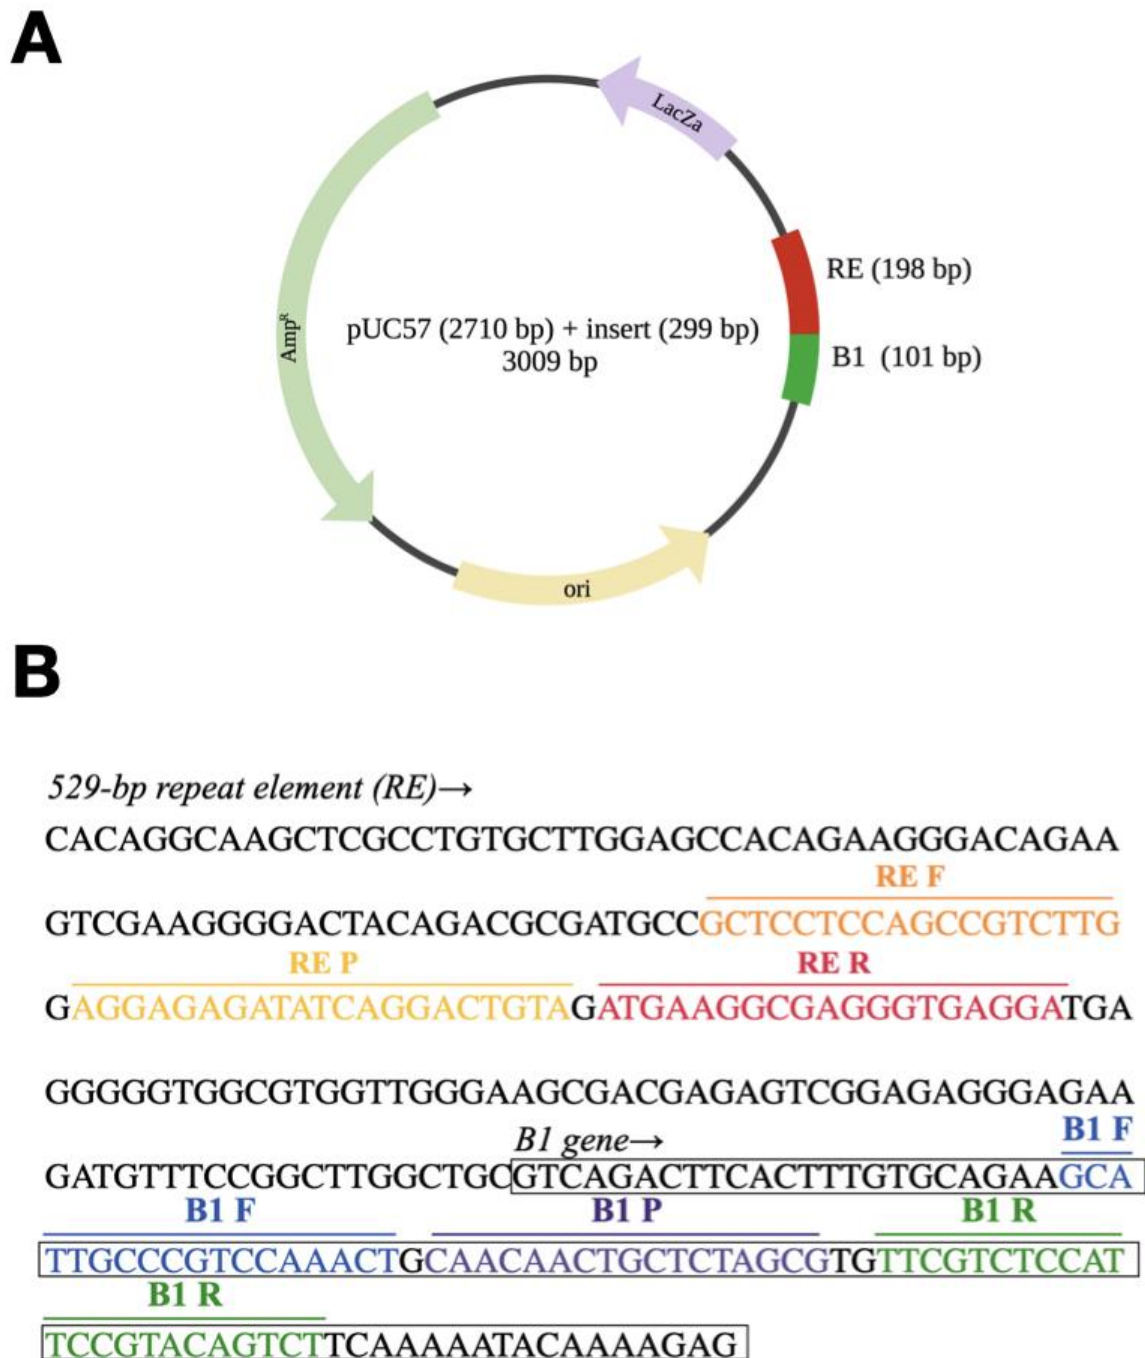 A
LacZa
RE (198 bp)
AmpR
pUC57 (2710 bp) + insert (299 bp)
3009 bp
B1 (101 bp)
ori
B
529-bp repeat element (RE)→
CACAGGCAAGCTCGCCTGTGCTTGGAGCCACAGAAGGGACAGAA
RE F
GTCGAAGGGGACTACAGACGCGATGCCGCTCCTCCAGCCGTCTTG
RE P RE R
GAGGAGAGATATCAGGACTGTAGATGAAGGCGAGGGTGAGGATGA
GGGGGTGGCGTGGTTGGGAAGCGACGAGAGTCGGAGAGGGAGAA
B1 gene→ B1 F
GATGTTTCCGGCTTGGCTGCGTCAGACTTCACTTTGTGCAGAAGCA
B1 F B1 P B1 R
TTGCCCGTCCAAACTGCAACAACTGCTCTAGCGTGTTCGTCTCCAT
B1 R
TCCGTACAGTCTTCAAAAATACAAAAGAG